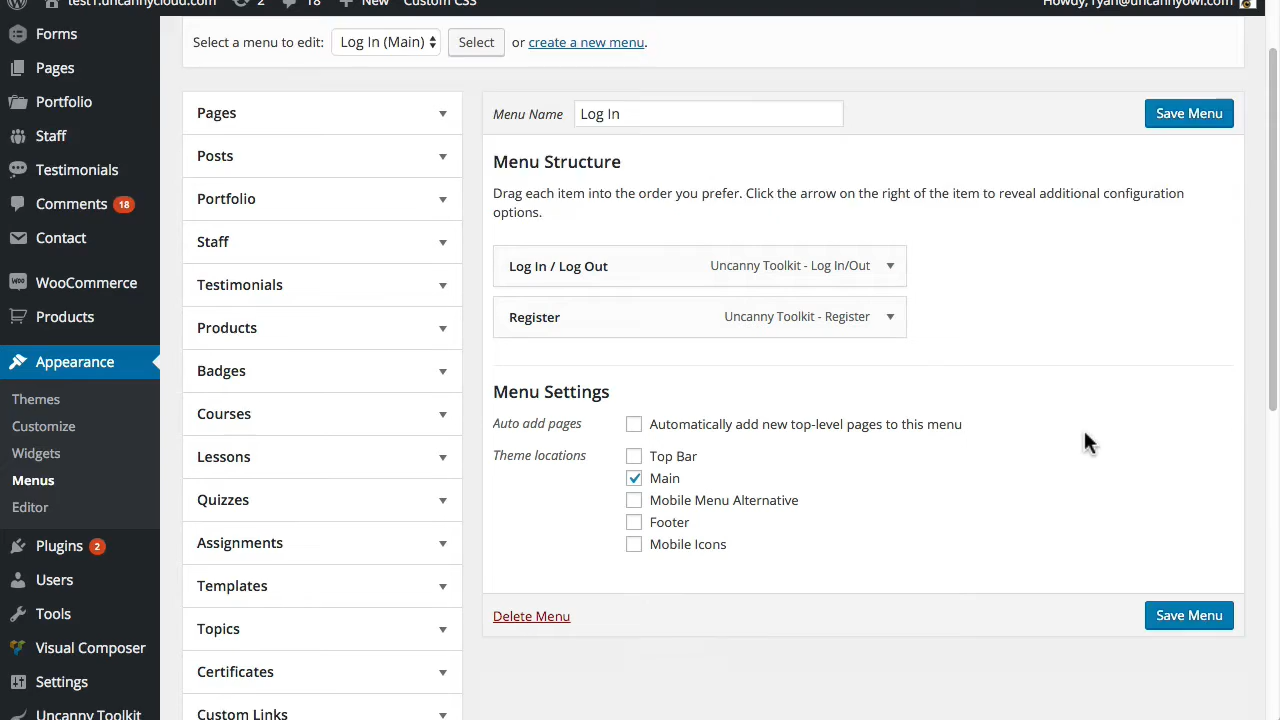 test1.uncannycloud.com
2
18
New
Custom CSS
Howdy, ryan@uncannyowl.com
Forms
Pages
Portfolio
Staff
Testimonials
Comments 18
Contact
WooCommerce
Products
Appearance
Themes
Customize
Widgets
Menus
Editor
Plugins 2
Users
Tools
Visual Composer
Settings
Uncanny Toolkit
Select a menu to edit: Log In (Main) Select or create a new menu.
Pages
Posts
Portfolio
Staff
Testimonials
Products
Badges
Courses
Lessons
Quizzes
Assignments
Templates
Topics
Certificates
Custom Links
Menu Name Log In Save Menu
Menu Structure
Drag each item into the order you prefer. Click the arrow on the right of the item to reveal additional configuration
options.
Log In / Log Out Uncanny Toolkit - Log In/Out
Register Uncanny Toolkit - Register
Menu Settings
Auto add pages Automatically add new top-level pages to this menu
Theme locations Top Bar
Main
Mobile Menu Alternative
Footer
Mobile Icons
Delete Menu Save Menu